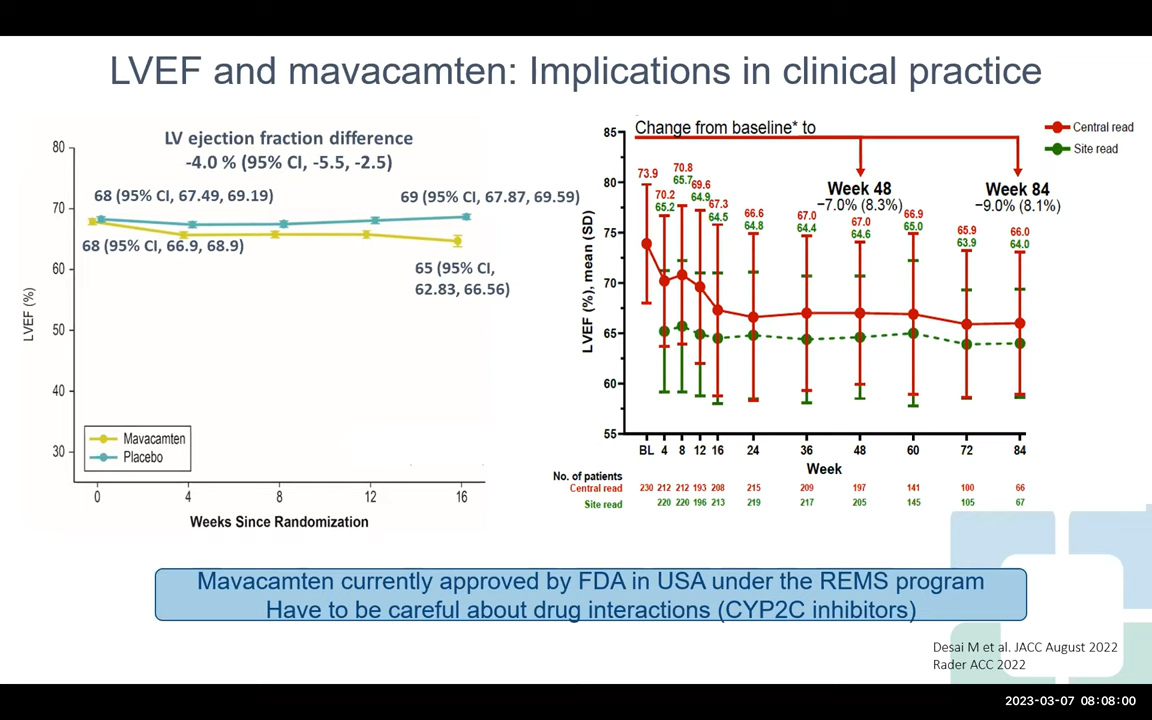 LVEF and mavacamten: Implications in clinical practice
LV ejection fraction difference
-4.0 % (95% CI, -5.5, -2.5)
68 (95% CI, 67.49, 69.19)
69 (95% CI, 67.87, 69.59)
68 (95% CI, 66.9, 68.9)
65 (95% CI,
62.83, 66.56)
LVEF (%)
80
70
60
50
40
30
Mavacamten
Placebo
0 4 8 12 16
Weeks Since Randomization
Change from baseline* to
Central read
Site read
Week 48
−7.0% (8.3%)
Week 84
−9.0% (8.1%)
LVEF (%), mean (SD)
85
80
75
70
65
60
55
73.9 70.2 70.8 69.6 67.3 66.6 67.0 67.0 66.9 65.9 66.0
65.2 65.7 64.9 64.5 64.8 64.4 64.6 65.0 63.9 64.0
BL 4 8 12 16 24 36 48 60 72 84
Week
No. of patients
Central read 230 212 212 193 208 215 209 197 141 100 66
Site read 220 220 196 213 219 217 205 145 105 67
Mavacamten currently approved by FDA in USA under the REMS program
Have to be careful about drug interactions (CYP2C inhibitors)
Desai M et al. JACC August 2022
Rader ACC 2022
2023-03-07 08:08:00